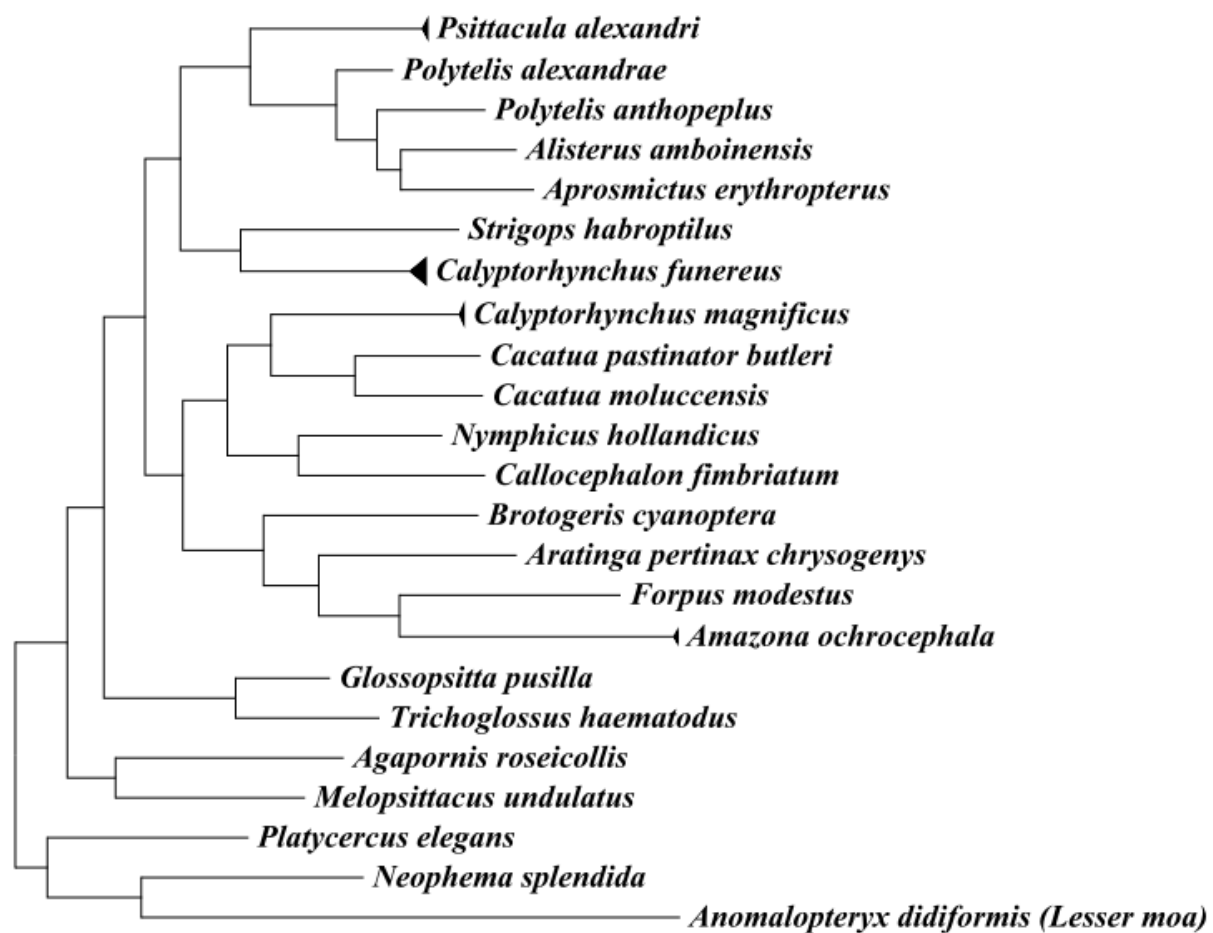 Psittacula alexandri
Polytelis alexandrae
Polytelis anthopeplus
Alisterus amboinensis
Aprosmictus erythropterus
Strigops habroptilus
Calyptorhynchus funereus
Calyptorhynchus magnificus
Cacatua pastinator butleri
Cacatua moluccensis
Nymphicus hollandicus
Callocephalon fimbriatum
Brotogeris cyanoptera
Aratinga pertinax chrysogenys
Forpus modestus
Amazona ochrocephala
Glossopsitta pusilla
Trichoglossus haematodus
Agapornis roseicollis
Melopsittacus undulatus
Platycercus elegans
Neophema splendida
Anomalopteryx didiformis (Lesser moa)